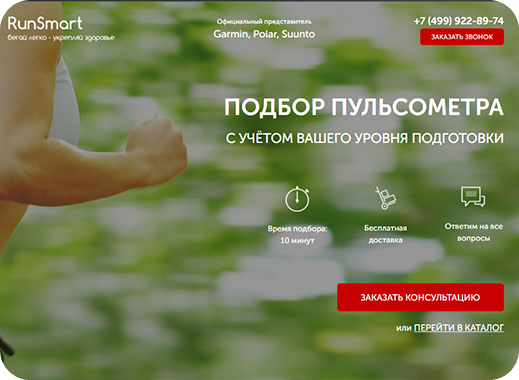 RunSmart
бегай легко - укрепляй здоровье
Официальный представитель
Garmin, Polar, Suunto
+7 (499) 922-89-74
ЗАКАЗАТЬ ЗВОНОК
ПОДБОР ПУЛЬСОМЕТРА
С УЧЁТОМ ВАШЕГО УРОВНЯ ПОДГОТОВКИ
Время подбора:
10 минут
Бесплатная
доставка
Ответим на все
вопросы
ЗАКАЗАТЬ КОНСУЛЬТАЦИЮ
или ПЕРЕЙТИ В КАТАЛОГ